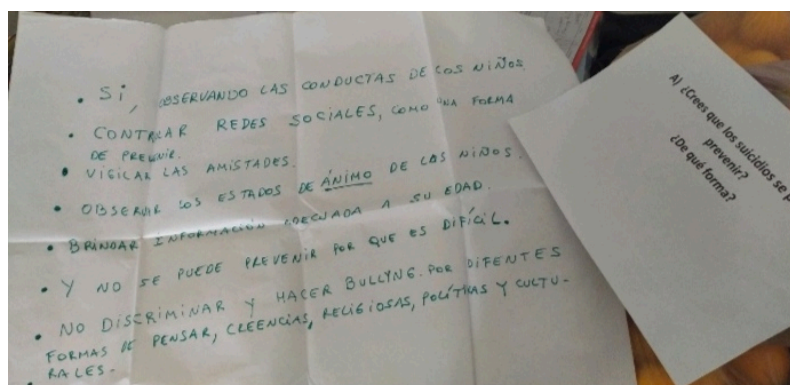 • Si, OBSERVANDO LAS CONDUCTAS DE LOS NIÑOS
• CONTRLAR REDES SOCIALES, COMO UNA FORMA
DE PREVENIR.
• VIGILAR LAS AMISTADES.
• OBSERVAR LOS ESTADOS DE ÁNIMO DE LOS NIÑOS.
• BRINDAR INFORMACIÓN ADECUADA A SU EDAD.
• Y NO SE PUEDE PREVENIR POR QUE ES DIFÍCIL.
• NO DISCRIMINAR Y HACER BULLYNG. POR DIFENTES
FORMAS DE PENSAR, CREENCIAS, RELIGIOSAS, POLÍTICAS Y CULTU-
RALES.
A) ¿Crees que los suicidios se p
prevenir?
¿De qué forma?